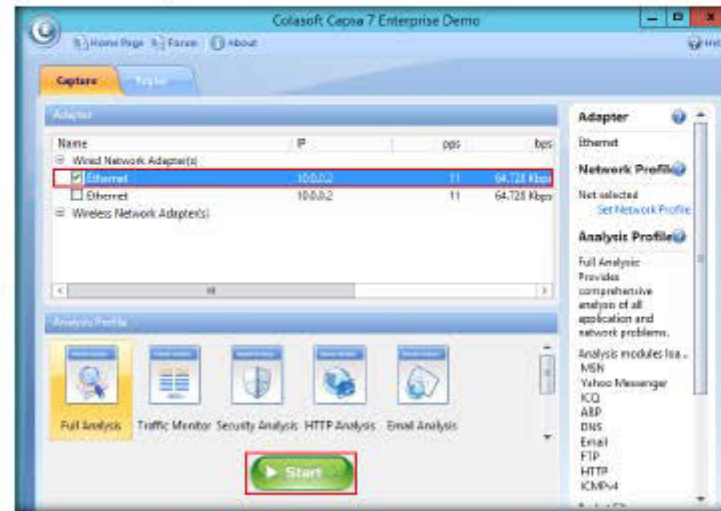 Colasoft Capsa 7 Enterprise Demo
Home Page Forum About
Capture
Adapter
Name IP pps bps
Wired Network Adapter(s)
Ethernet 10.0.0.2 11 64.728 Kbps
Ethernet 10.0.0.2 11 64.728 Kbps
Wireless Network Adapter(s)
Analysis Profile
Full Analysis Traffic Monitor Security Analysis HTTP Analysis Email Analysis
Start
Adapter
Ethernet
Network Profile
Not selected
Set Network Profile
Analysis Profile
Full Analysis
Provides
comprehensive
analysis of all
application and
network problems.
Analysis modules loa...
MSN
Yahoo Messenger
ICQ
ARP
DNS
Email
FTP
HTTP
ICMPv4